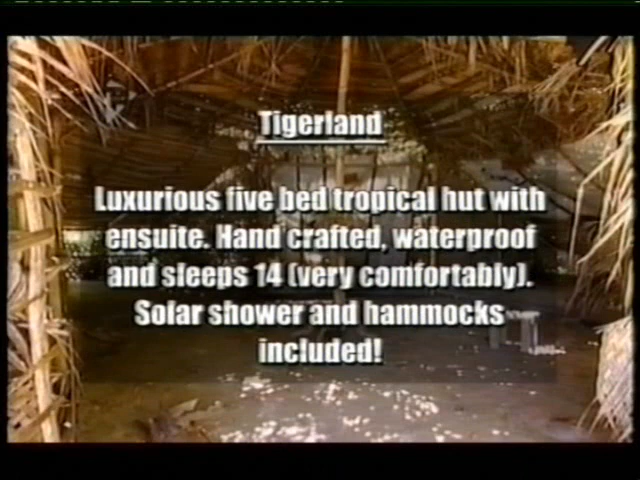 Tigerland
Luxurious five bed tropical hut with
ensuite. Hand crafted, waterproof
and sleeps 14 (very comfortably).
Solar shower and hammocks
included!